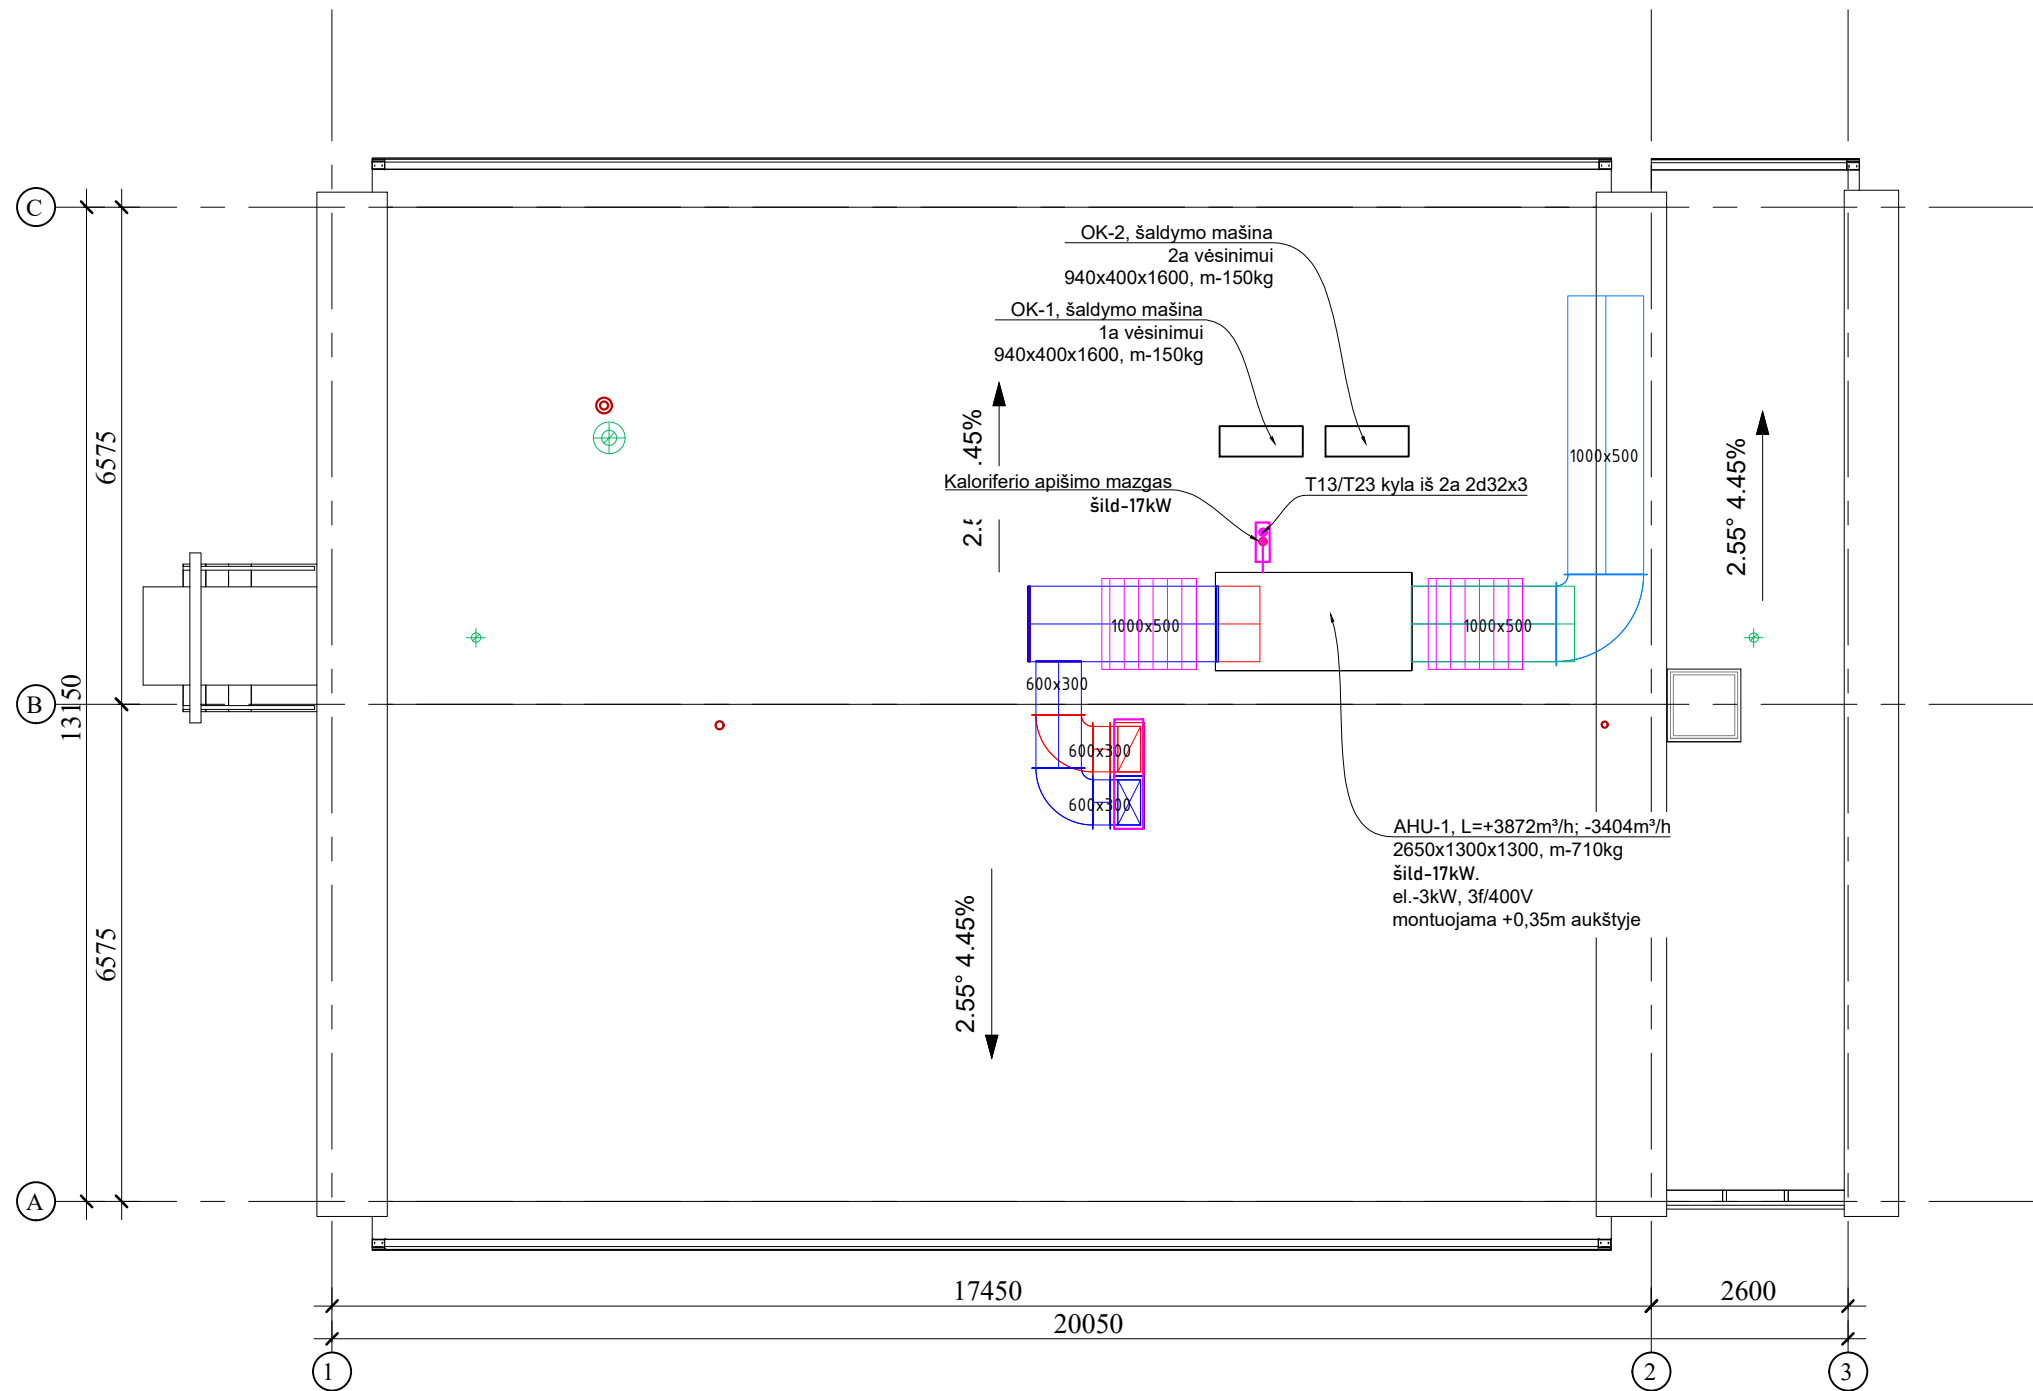 C
OK-2, šaldymo mašina
2a vėsinimui
940x400x1600, m-150kg
OK-1, šaldymo mašina
1a vėsinimui
940x400x1600, m-150kg
6575
.45%
1000x500
2.55° 4.45%
Kaloriferio apišimo mazgas
šild-17kW
T13/T23 kyla iš 2a 2d32x3
1000x500
1000x500
B
13150
600x300
600x300
600x300
AHU-1, L=+3872m³/h; -3404m³/h
2650x1300x1300, m-710kg
šild-17kW.
el.-3kW, 3f/400V
montuojama +0,35m aukštyje
6575
2.55° 4.45%
A
17450
2600
20050
1
2
3